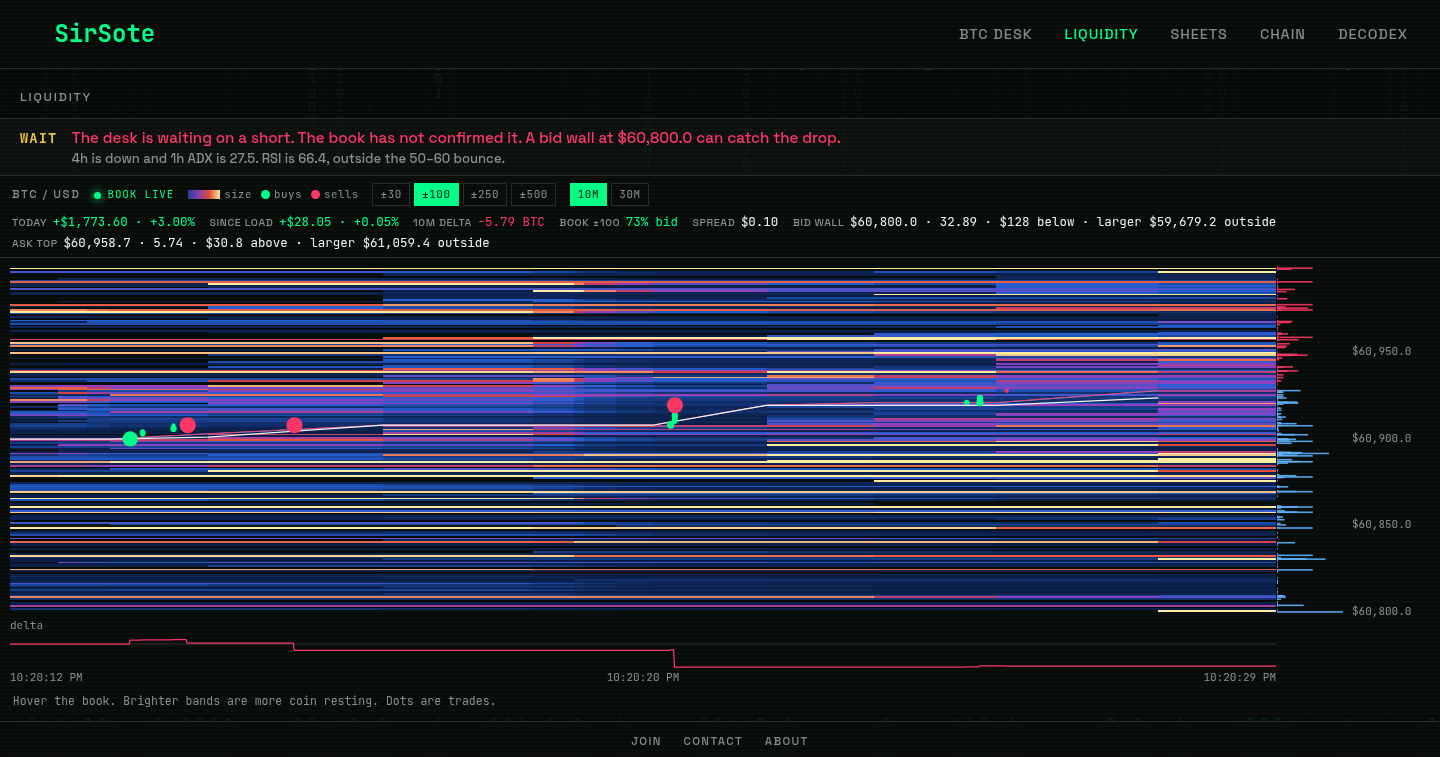 SirSote
BTC DESK LIQUIDITY SHEETS CHAIN DECODEX
LIQUIDITY
WAIT The desk is waiting on a short. The book has not confirmed it. A bid wall at $60,800.0 can catch the drop.
4h is down and 1h ADX is 27.5. RSI is 66.4, outside the 50–60 bounce.
BTC / USD BOOK LIVE size buys sells ±30 ±100 ±250 ±500 10M 30M
TODAY +$1,773.60 · +3.00% SINCE LOAD +$28.05 · +0.05% 10M DELTA -5.79 BTC BOOK ±100 73% bid SPREAD $0.10 BID WALL $60,800.0 · 32.89 · $128 below · larger $59,679.2 outside
ASK TOP $60,958.7 · 5.74 · $30.8 above · larger $61,059.4 outside
$60,950.0
$60,900.0
$60,850.0
$60,800.0
delta
10:20:12 PM 10:20:20 PM 10:20:29 PM
Hover the book. Brighter bands are more coin resting. Dots are trades.
JOIN CONTACT ABOUT